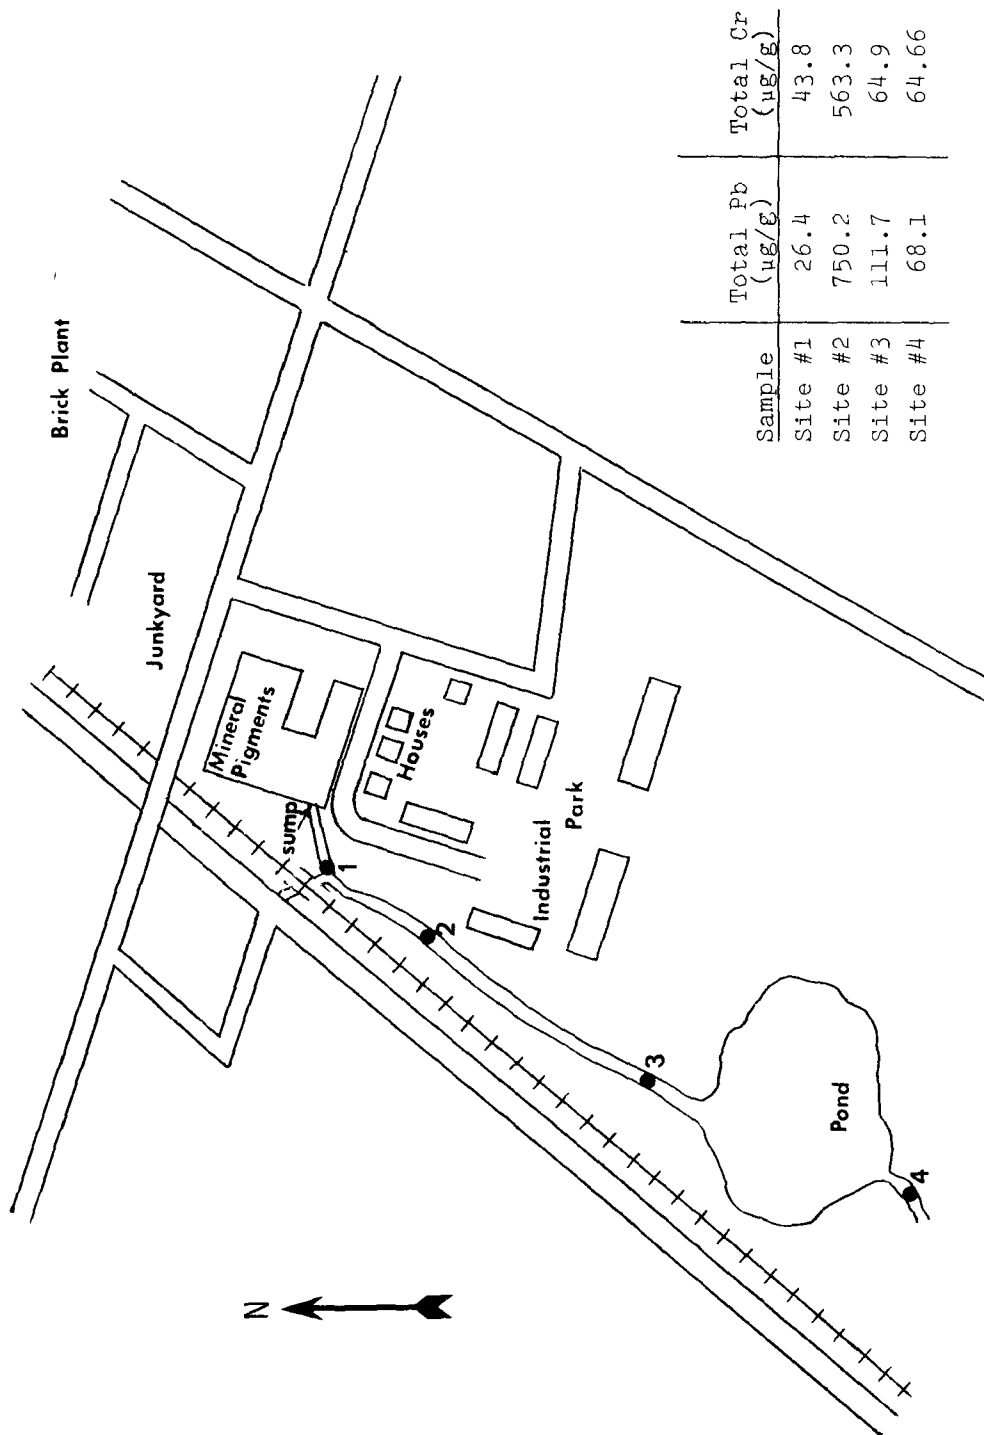 Brick Plant
Junkyard
Mineral
Pigments
sump
Houses
1
2
Industrial
Park
3
Pond
4
N
Sample Total Pb (µg/g) Total Cr (µg/g)
Site #1 26.4 43.8
Site #2 750.2 563.3
Site #3 111.7 64.9
Site #4 68.1 64.66